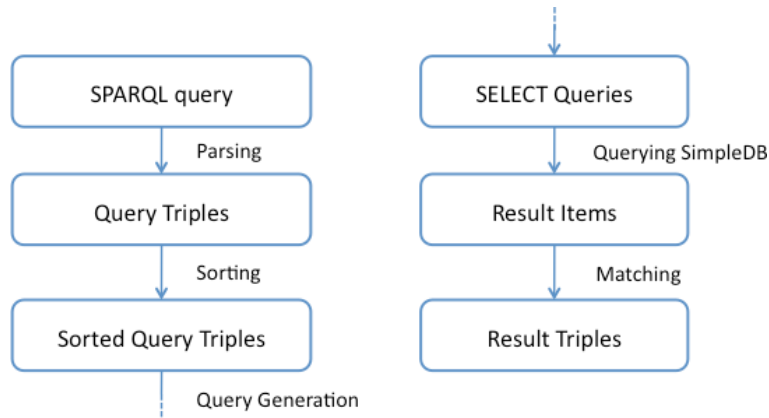 SPARQL query
Parsing
Query Triples
Sorting
Sorted Query Triples
Query Generation
SELECT Queries
Querying SimpleDB
Result Items
Matching
Result Triples